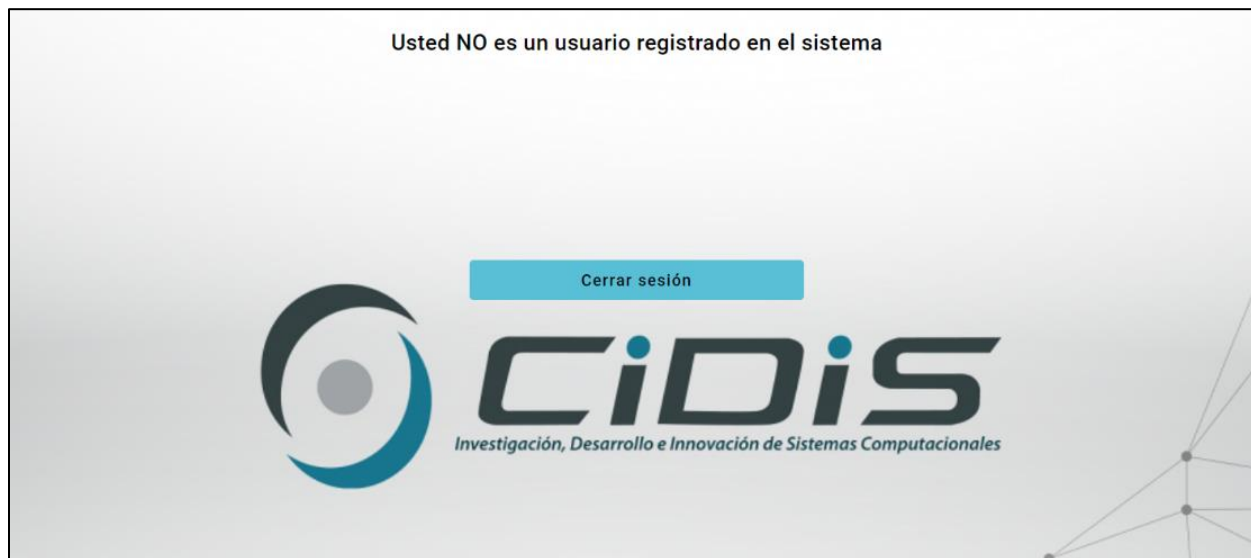 Usted NO es un usuario registrado en el sistema
Cerrar sesión
CiDiS
Investigación, Desarrollo e Innovación de Sistemas Computacionales